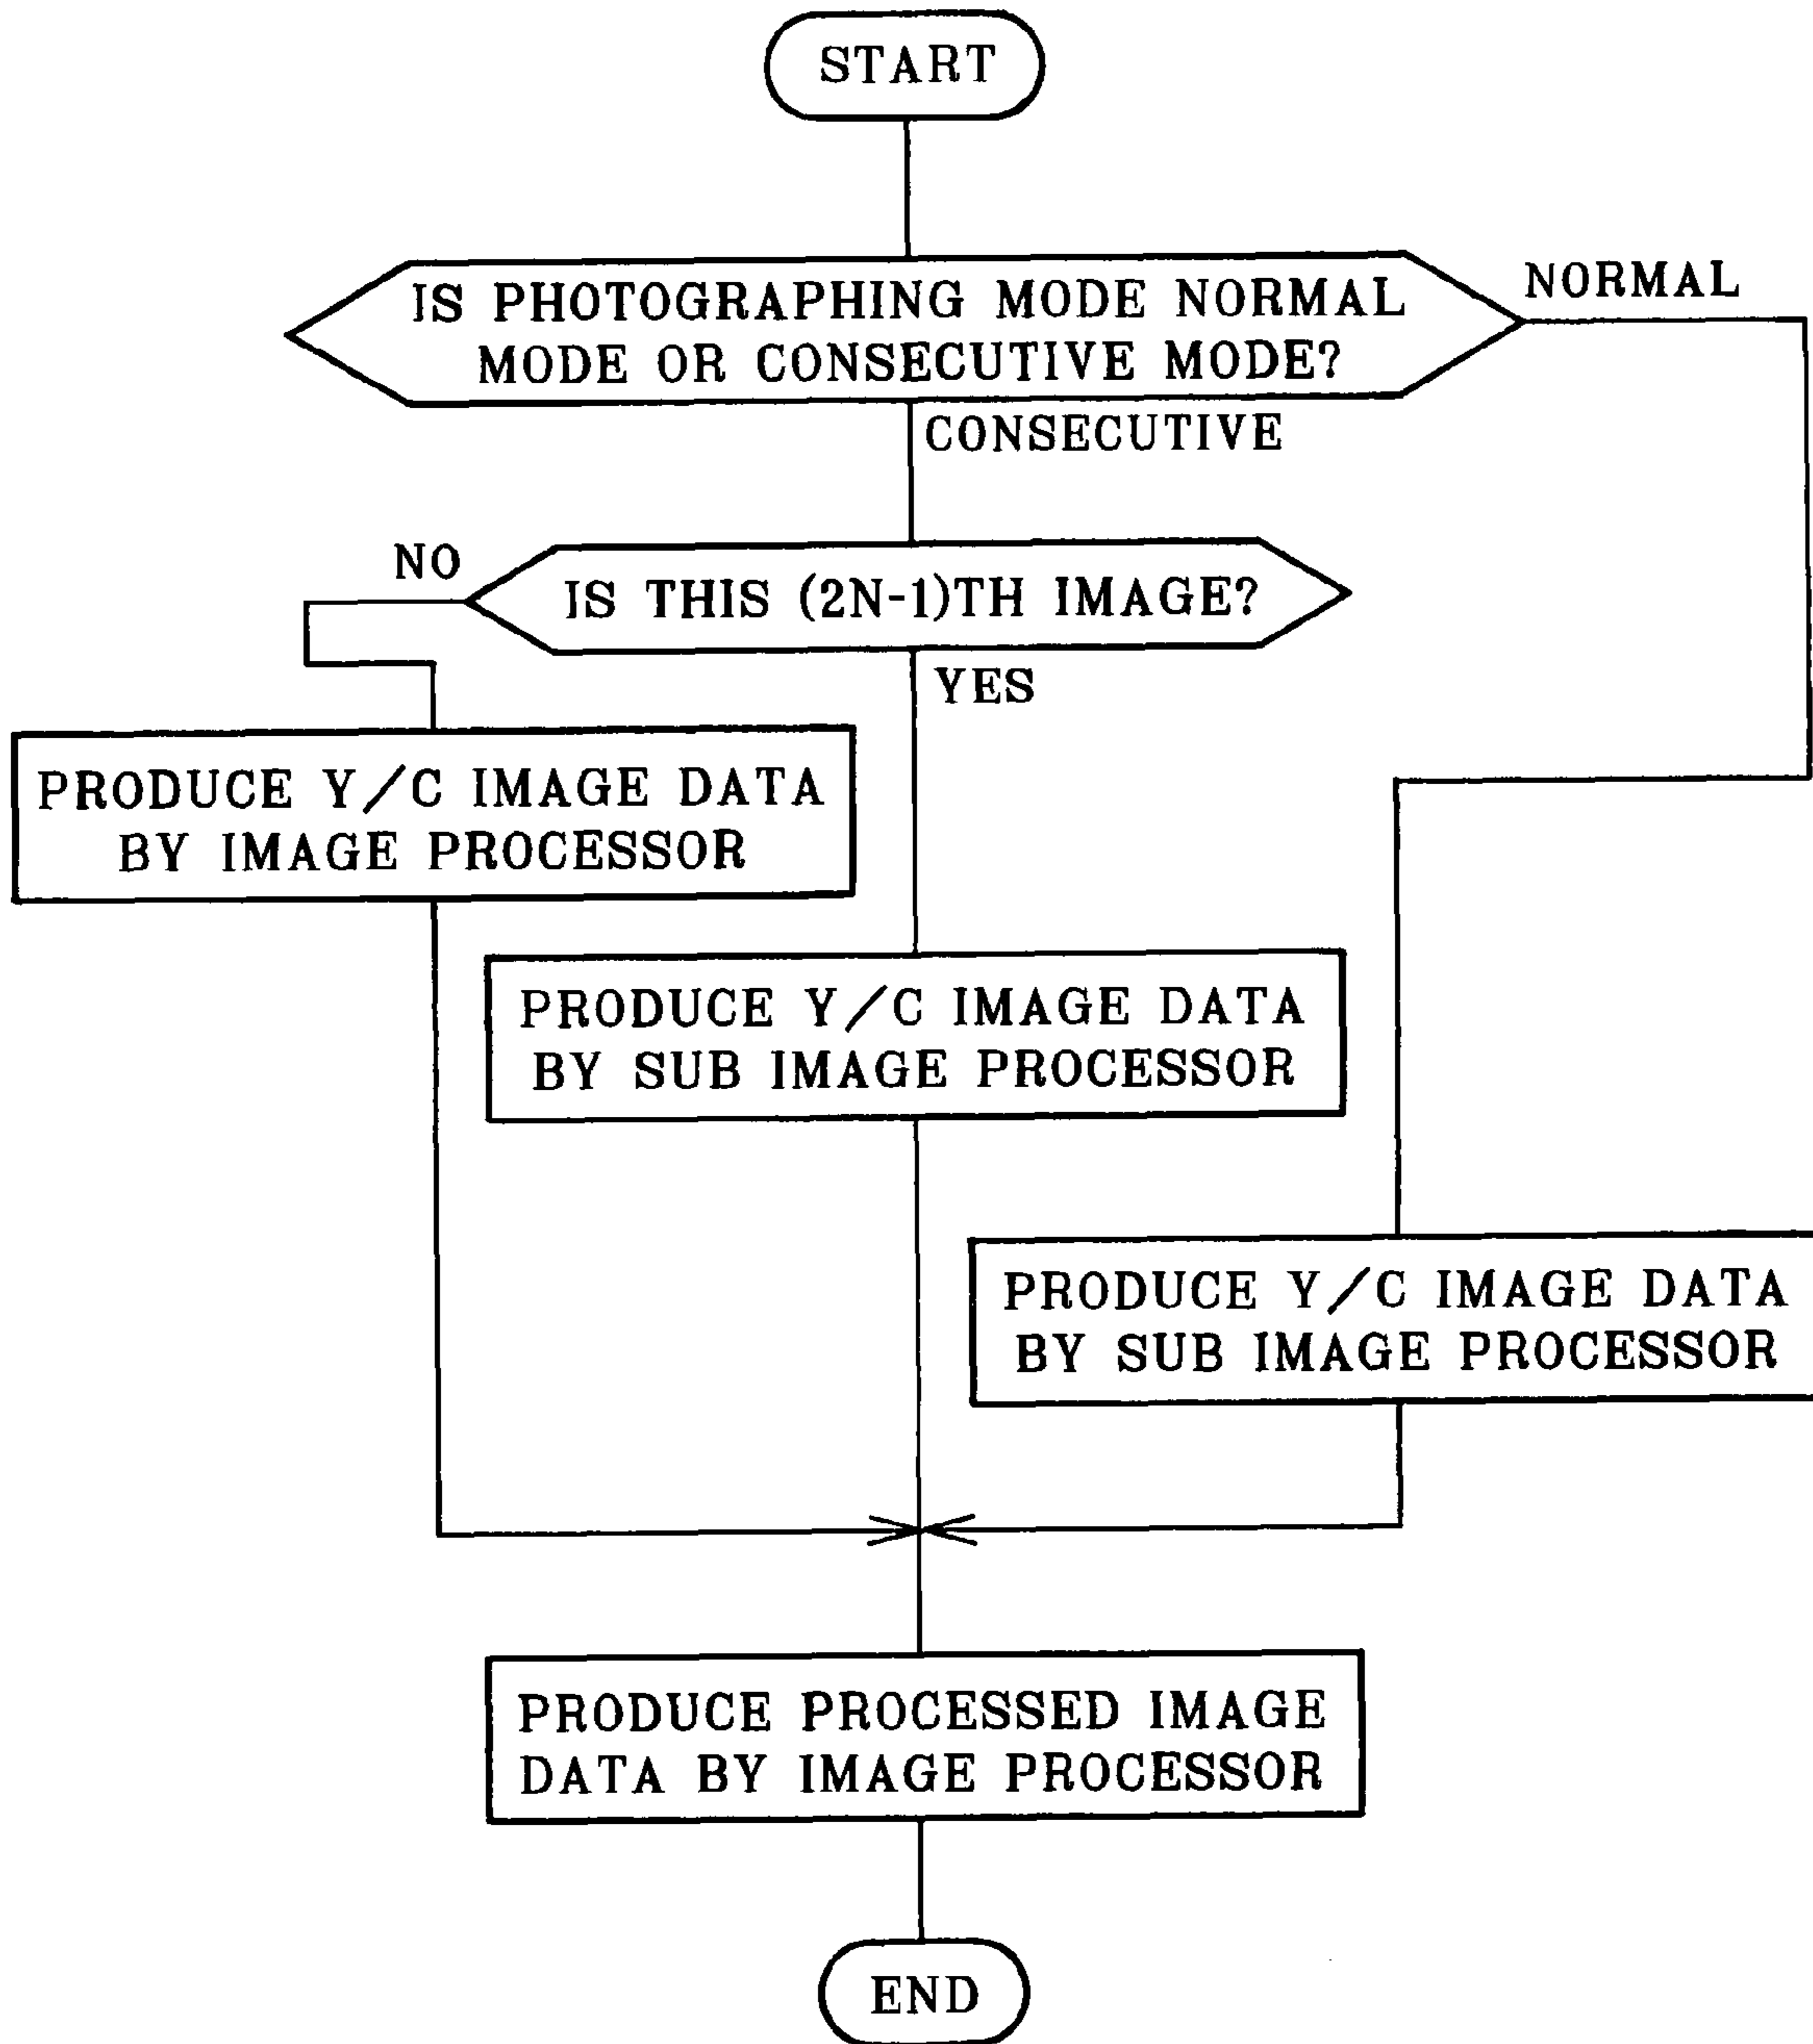 START
IS PHOTOGRAPHING MODE NORMAL
MODE OR CONSECUTIVE MODE?
NORMAL
CONSECUTIVE
NO
IS THIS (2N-1)TH IMAGE?
YES
PRODUCE Y/C IMAGE DATA
BY IMAGE PROCESSOR
PRODUCE Y/C IMAGE DATA
BY SUB IMAGE PROCESSOR
PRODUCE Y/C IMAGE DATA
BY SUB IMAGE PROCESSOR
PRODUCE PROCESSED IMAGE
DATA BY IMAGE PROCESSOR
END